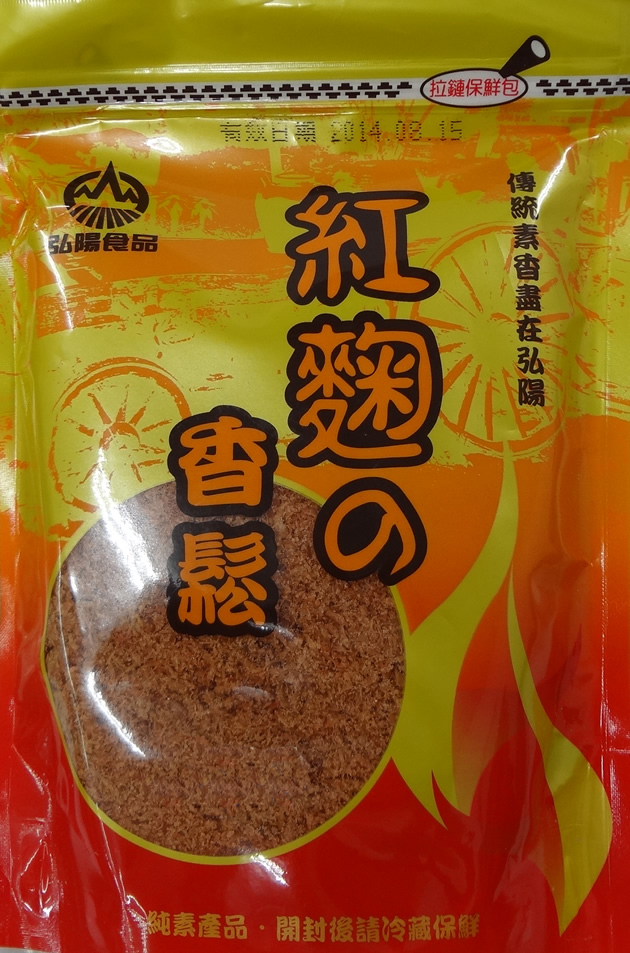 拉鏈保鮮包
有效日期 2014.08.15
弘陽食品
傳統素香盡在弘陽
紅麴の
香鬆
純素產品·開封後請冷藏保鮮